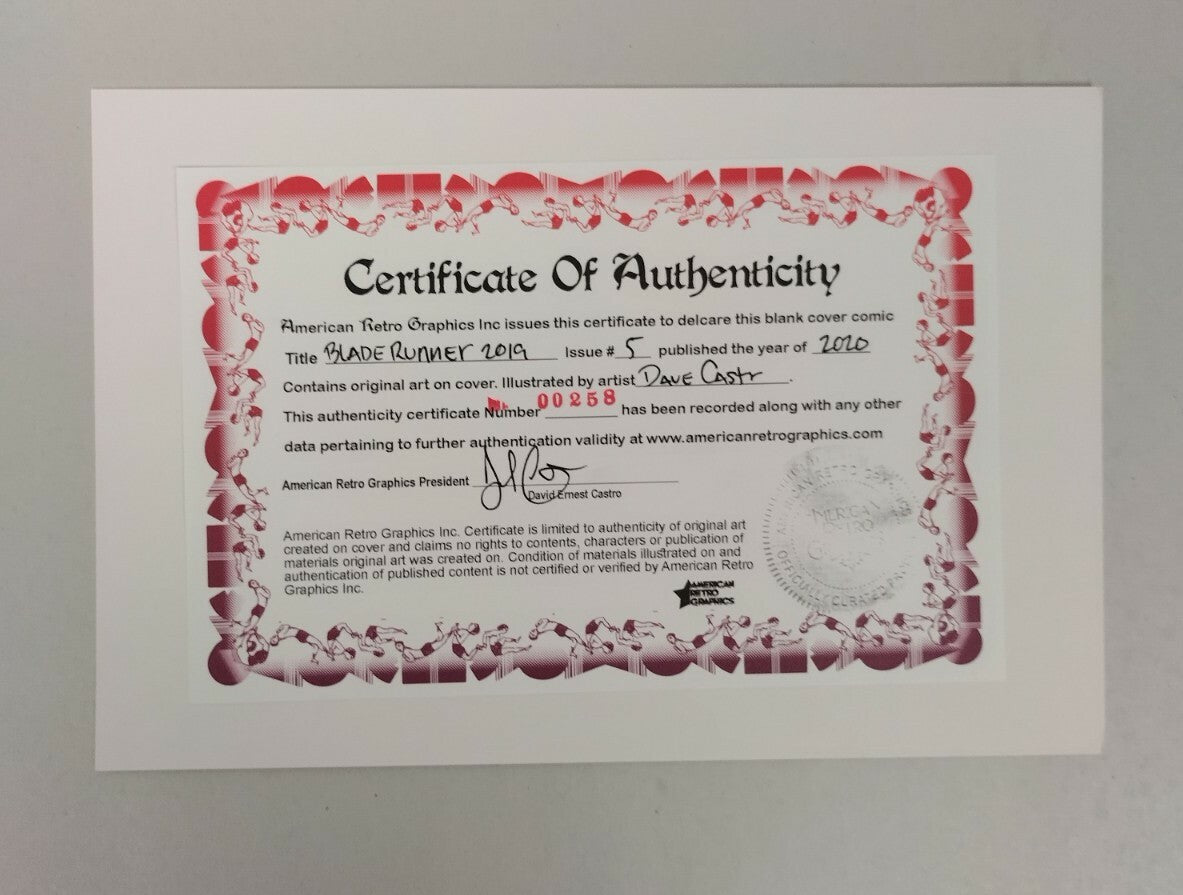 Certificate Of Authenticity
American Retro Graphics Inc issues this certificate to delcare this blank cover comic
Title BLADE RUNNER 2019 Issue # 5 published the year of 2020
Contains original art on cover. Illustrated by artist Dave Castr.
This authenticity certificate Number 00258 has been recorded along with any other
data pertaining to further authentication validity at www.americanretrographics.com
American Retro Graphics President
David Ernest Castro
American Retro Graphics Inc. Certificate is limited to authenticity of original art
created on cover and claims no rights to contents, characters or publication of
materials original art was created on. Condition of materials illustrated on and
authentication of published content is not certified or verified by American Retro
Graphics Inc.
AMERICAN
RETRO
GRAPHICS
OFFICIALLY CURATED